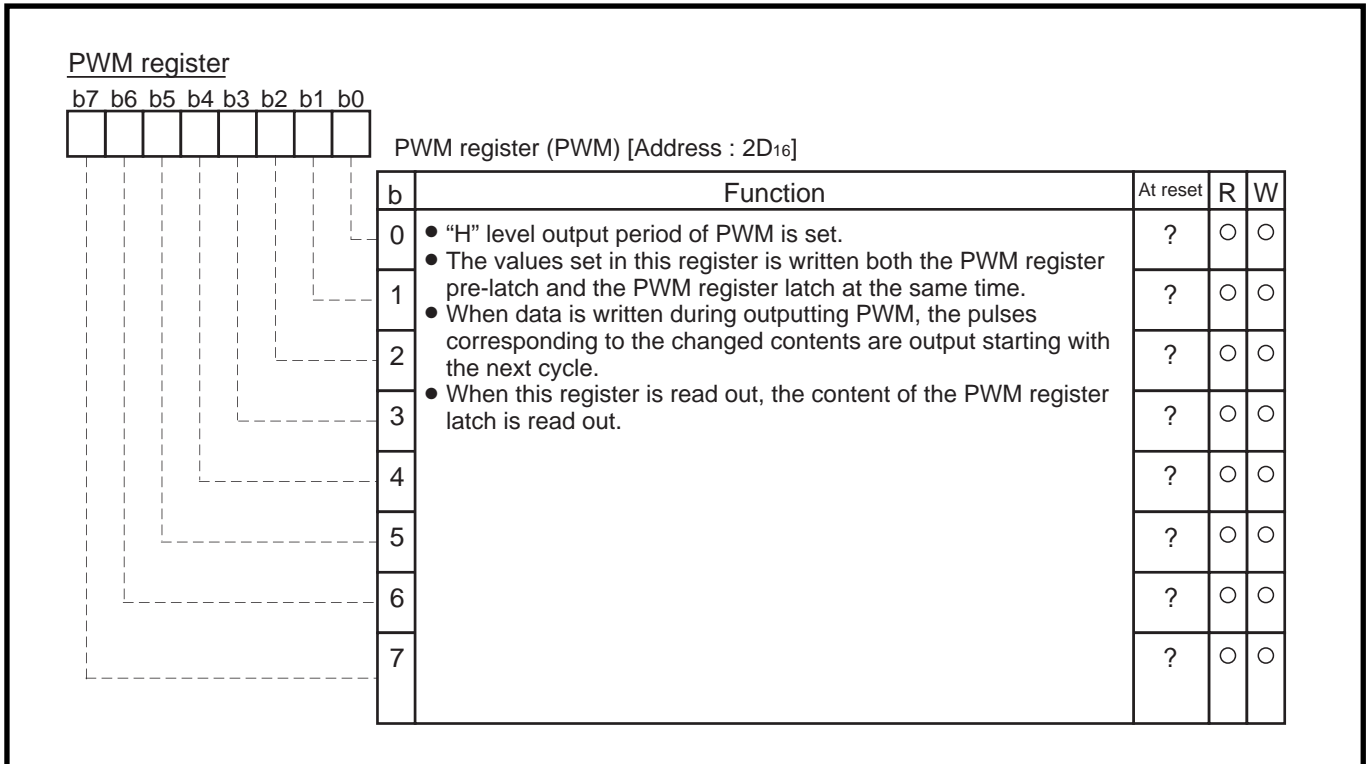 PWM register
b7 b6 b5 b4 b3 b2 b1 b0
PWM register (PWM) [Address : 2D16]
b Function At reset R W
0 ● “H” level output period of PWM is set. ? ○ ○
● The values set in this register is written both the PWM register
1 pre-latch and the PWM register latch at the same time. ? ○ ○
● When data is written during outputting PWM, the pulses
2 corresponding to the changed contents are output starting with ? ○ ○
the next cycle.
● When this register is read out, the content of the PWM register
3 latch is read out. ? ○ ○
4 ? ○ ○
5 ? ○ ○
6 ? ○ ○
7 ? ○ ○